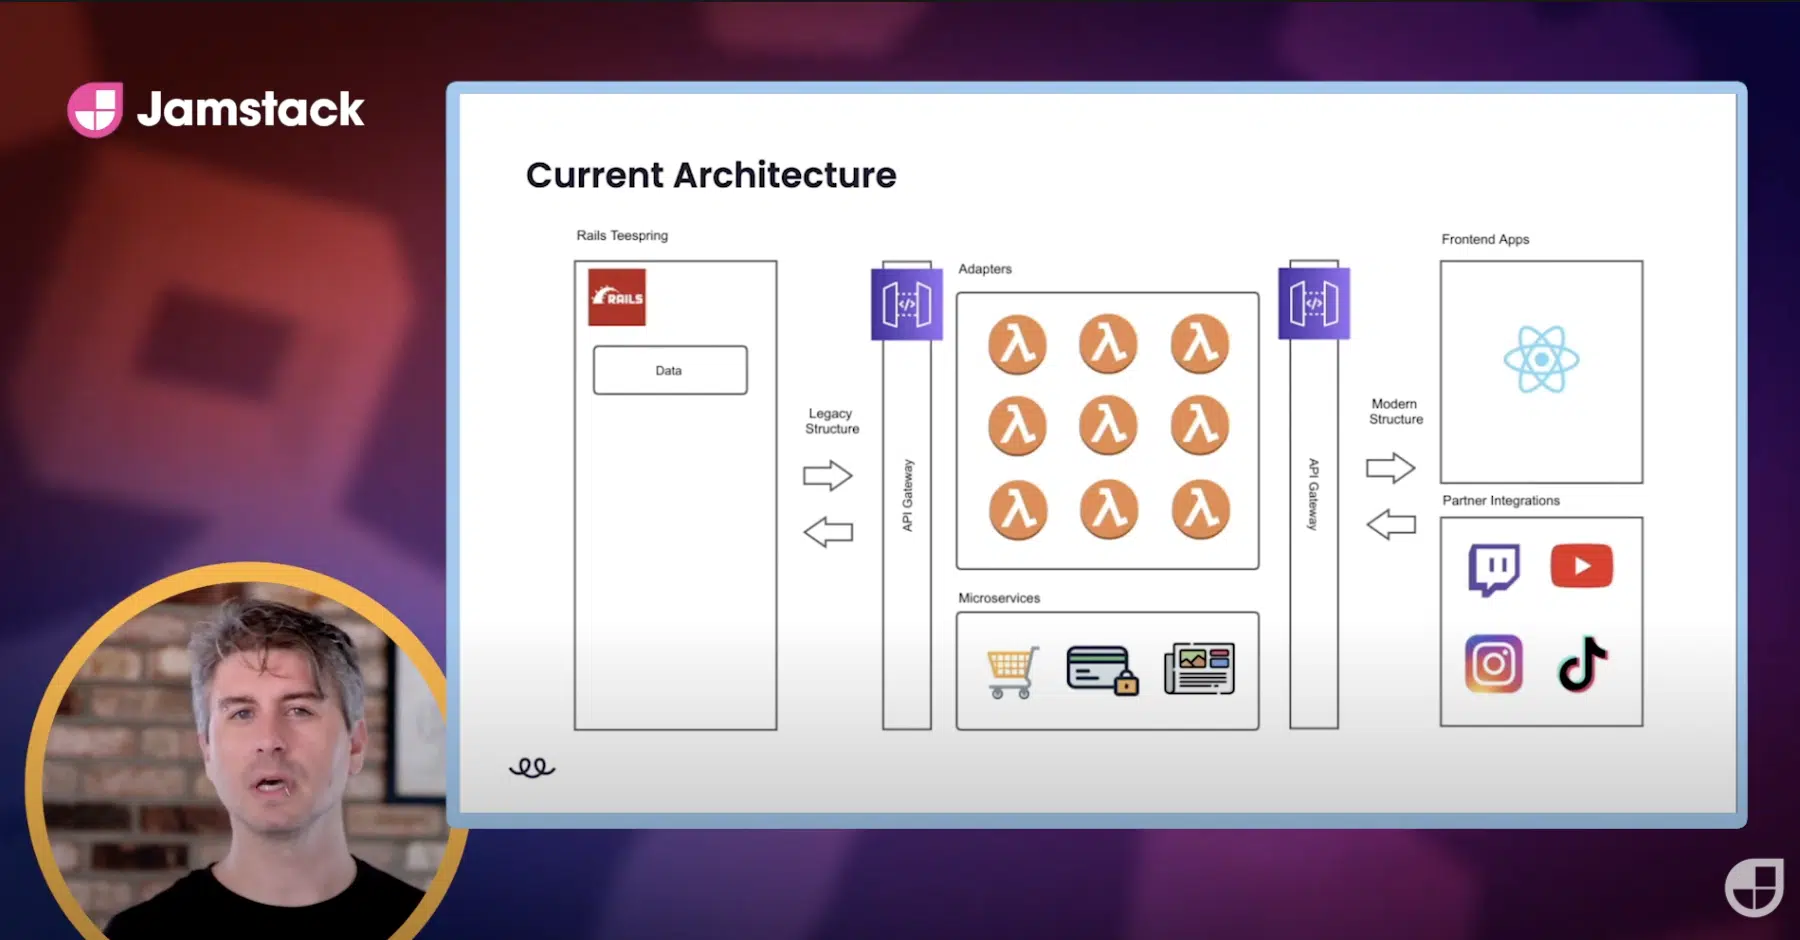 Jamstack
Current Architecture
Rails Teespring
RAILS
Data
Legacy
Structure
API Gateway
</>
Adapters
Microservices
API Gateway
</>
Modern
Structure
Frontend Apps
Partner Integrations